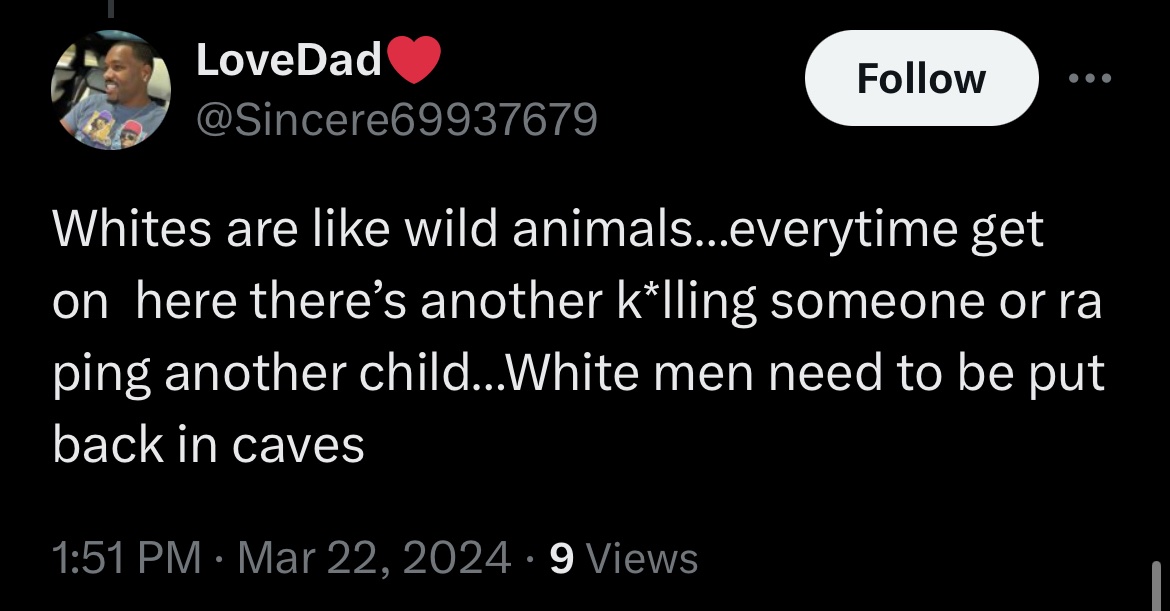 LoveDad❤️
@Sincere69937679
Follow
Whites are like wild animals...everytime get
on  here there’s another k*lling someone or ra
ping another child...White men need to be put
back in caves
1:51 PM · Mar 22, 2024 · 9 Views